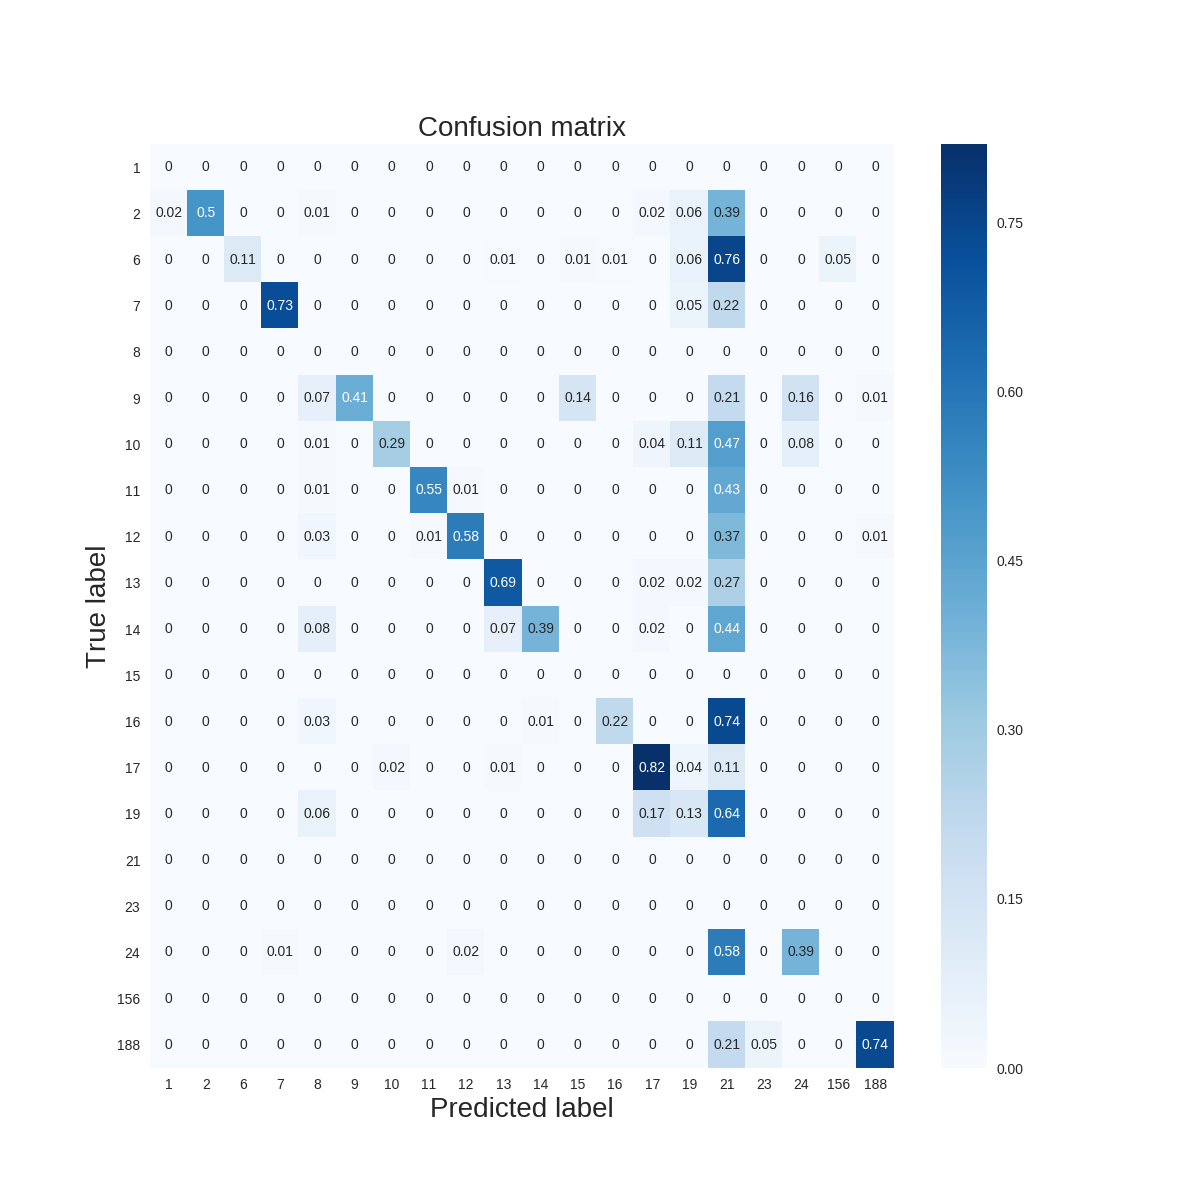 Confusion matrix
1 0 0 0 0 0 0 0 0 0 0 0 0 0 0 0 0 0 0 0 0
2 0.02 0.5 0 0 0.01 0 0 0 0 0 0 0 0 0.02 0.06 0.39 0 0 0 0
6 0 0 0.11 0 0 0 0 0 0 0.01 0 0.01 0.01 0 0.06 0.76 0 0 0.05 0
7 0 0 0 0.73 0 0 0 0 0 0 0 0 0 0 0.05 0.22 0 0 0 0
8 0 0 0 0 0 0 0 0 0 0 0 0 0 0 0 0 0 0 0 0
9 0 0 0 0 0.07 0.41 0 0 0 0 0 0.14 0 0 0 0.21 0 0.16 0 0.01
10 0 0 0 0 0.01 0 0.29 0 0 0 0 0 0 0.04 0.11 0.47 0 0.08 0 0
11 0 0 0 0 0.01 0 0 0.55 0.01 0 0 0 0 0 0 0.43 0 0 0 0
12 0 0 0 0 0.03 0 0 0.01 0.58 0 0 0 0 0 0 0.37 0 0 0 0.01
13 0 0 0 0 0 0 0 0 0 0.69 0 0 0 0.02 0.02 0.27 0 0 0 0
14 0 0 0 0 0.08 0 0 0 0 0.07 0.39 0 0 0.02 0 0.44 0 0 0 0
15 0 0 0 0 0 0 0 0 0 0 0 0 0 0 0 0 0 0 0 0
16 0 0 0 0 0.03 0 0 0 0 0 0.01 0 0.22 0 0 0.74 0 0 0 0
17 0 0 0 0 0 0 0.02 0 0 0.01 0 0 0 0.82 0.04 0.11 0 0 0 0
19 0 0 0 0 0.06 0 0 0 0 0 0 0 0 0.17 0.13 0.64 0 0 0 0
21 0 0 0 0 0 0 0 0 0 0 0 0 0 0 0 0 0 0 0 0
23 0 0 0 0 0 0 0 0 0 0 0 0 0 0 0 0 0 0 0 0
24 0 0 0 0.01 0 0 0 0 0.02 0 0 0 0 0 0 0.58 0 0.39 0 0
156 0 0 0 0 0 0 0 0 0 0 0 0 0 0 0 0 0 0 0 0
188 0 0 0 0 0 0 0 0 0 0 0 0 0 0 0 0.21 0.05 0 0 0.74
1 2 6 7 8 9 10 11 12 13 14 15 16 17 19 21 23 24 156 188
Predicted label
True label
0.75
0.60
0.45
0.30
0.15
0.00